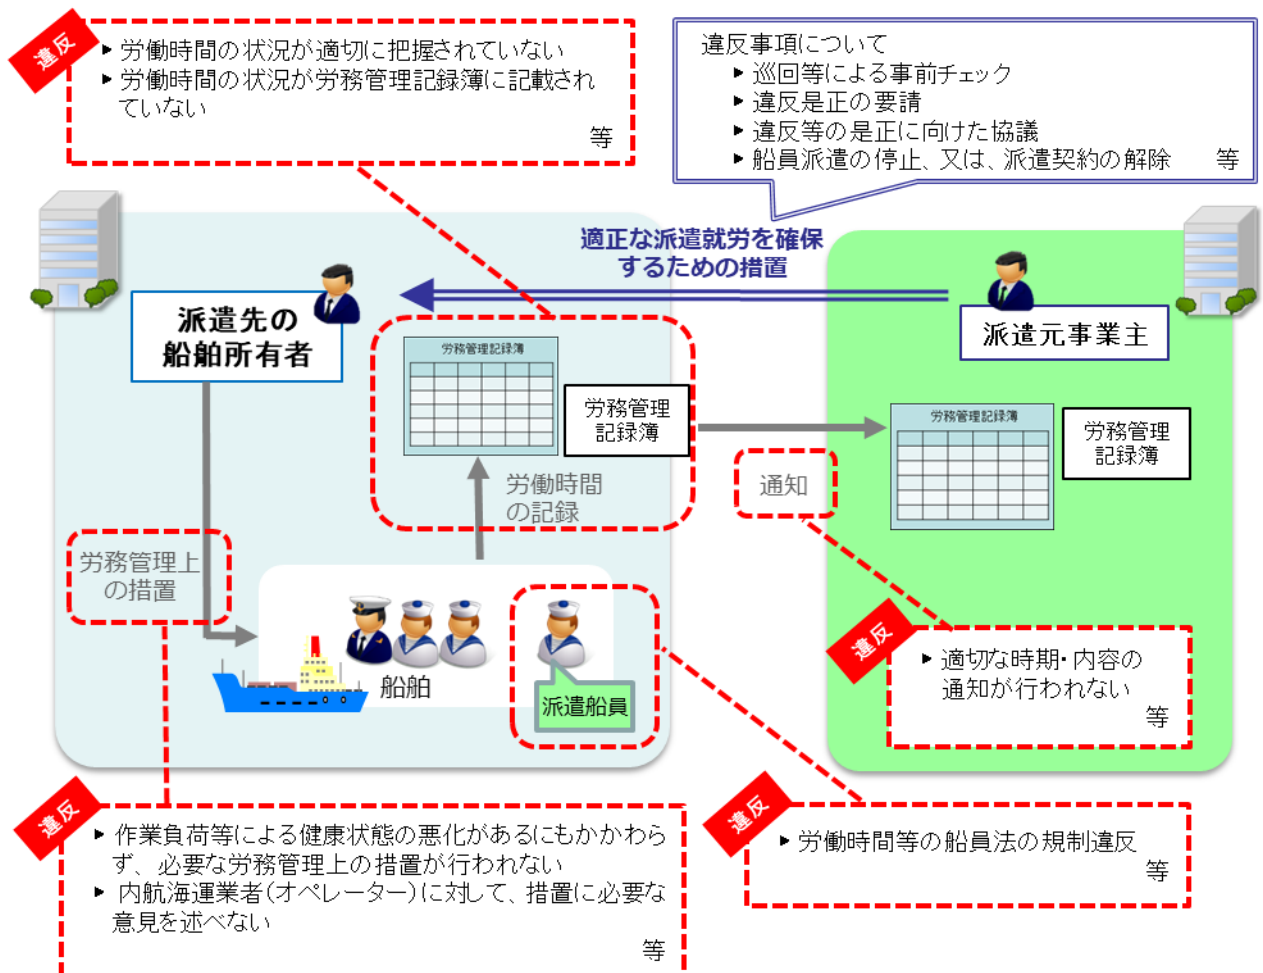 違反
▶ 労働時間の状況が適切に把握されていない
▶ 労働時間の状況が労務管理記録簿に記載され
ていない
等
違反事項について
▶ 巡回等による事前チェック
▶ 違反是正の要請
▶ 違反等の是正に向けた協議
▶ 船員派遣の停止、又は、派遣契約の解除 等
適正な派遣就労を確保
するための措置
派遣先の
船舶所有者
派遣元事業主
労務管理記録簿
労務管理
記録簿
労務管理記録簿
労務管理
記録簿
労働時間
の記録
通知
労務管理上
の措置
船舶
派遣船員
違反
▶ 適切な時期・内容の
通知が行われない
等
違反
▶ 作業負荷等による健康状態の悪化があるにもかかわら
ず、必要な労務管理上の措置が行われない
▶ 内航海運業者(オペレーター)に対して、措置に必要な
意見を述べない
等
違反
▶ 労働時間等の船員法の規制違反
等